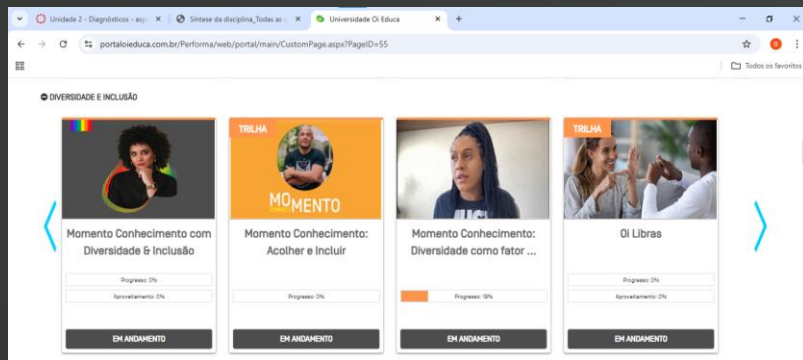 Unidade 2 - Diagnósticos - asp
Síntese da disciplina_Todas as
Universidade Oi Educa
portaloieduca.com.br/Performa/web/portal/main/CustomPage.aspx?PageID=55
Todos os favoritos
DIVERSIDADE E INCLUSÃO
TRILHA
MOMENTO
TRILHA
Momento Conhecimento com
Diversidade & Inclusão
Momento Conhecimento:
Acolher e Incluir
Momento Conhecimento:
Diversidade como fator ...
Oi Libras
Progresso: 0%
Aproveitamento: 0%
Progresso: 0%
Progresso: 19%
Progresso: 0%
Aproveitamento: 0%
EM ANDAMENTO
EM ANDAMENTO
EM ANDAMENTO
EM ANDAMENTO